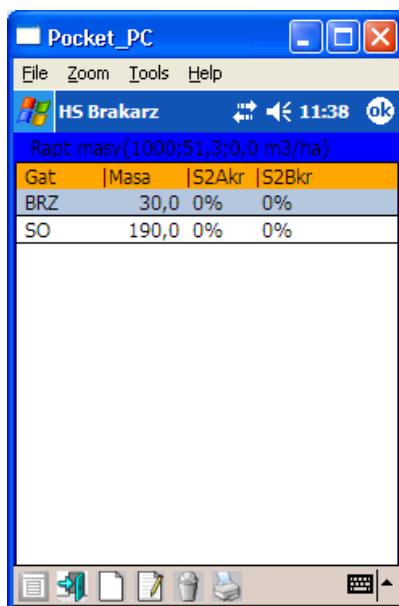 Pocket_PC
File Zoom Tools Help
HS Brakarz 11:38 ok
Rapt masy{1000;51,3;0,0 m3/ha}
Gat |Masa |S2Akr |S2Bkr
BRZ 30,0 0% 0%
SO 190,0 0% 0%